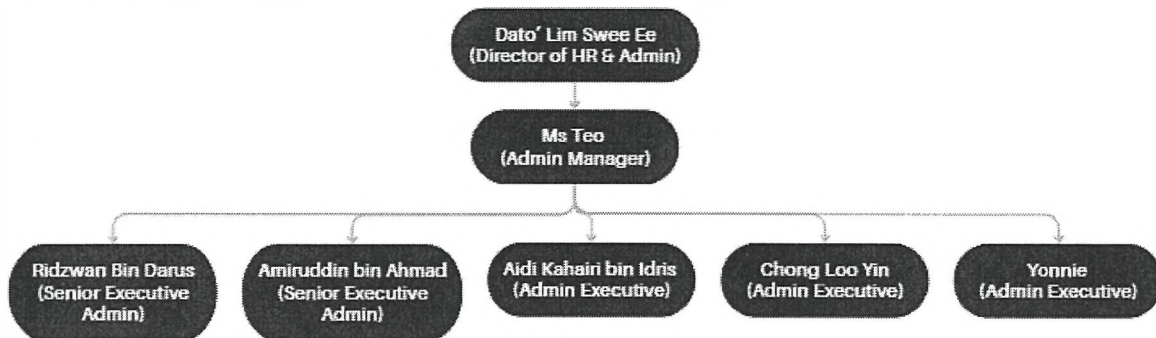 Dato' Lim Swee Ee
(Director of HR & Admin)
Ms Teo
(Admin Manager)
Ridzwan Bin Darus
(Senior Executive
Admin)
Amiruddin bin Ahmad
(Senior Executive
Admin)
Aidi Kahairi bin Idris
(Admin Executive)
Chong Loo Yin
(Admin Executive)
Yonnie
(Admin Executive)